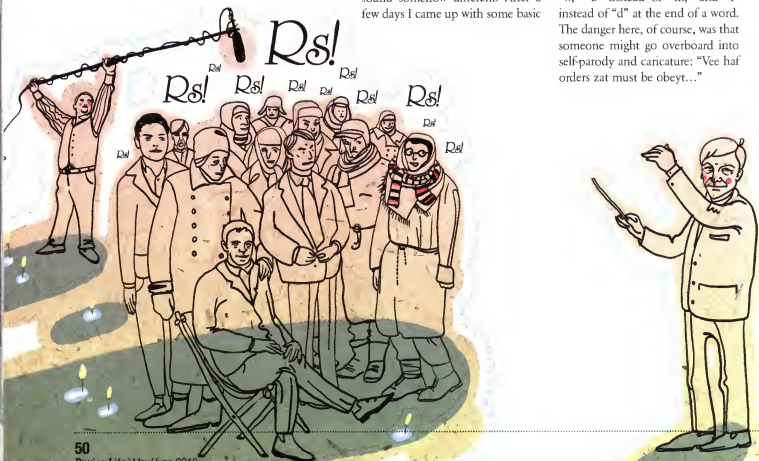 sound somehow different. After a
few days I came up with some basic
instead of “d” at the end of a word.
The danger here, of course, was that
someone might go overboard into
self-parody and caricature: “Vee haf
orders zat must be obeyt…”
Rs!
Rs!
Rs!
Rs!
Rs!
Rs!
Rs!
Rs!
Rs!
Rs!
Rs!
Rs!
50